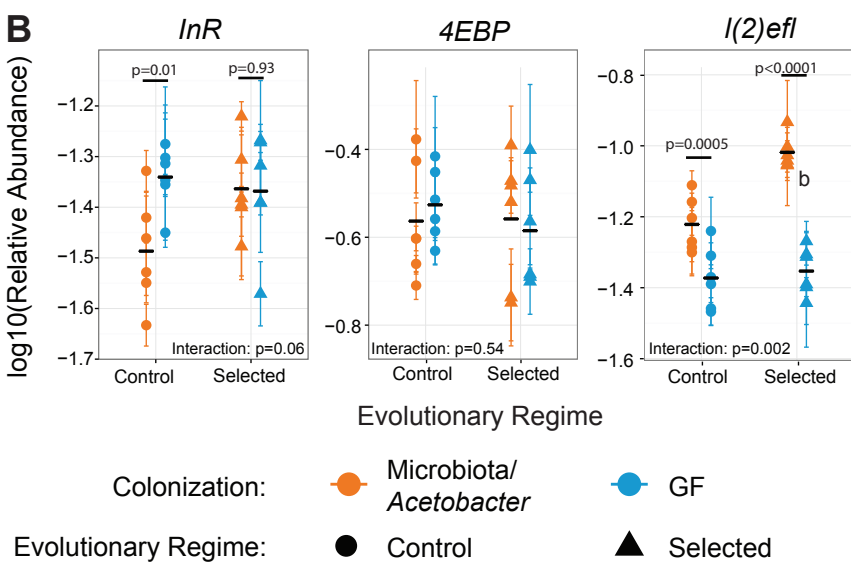 B
InR
4EBP
l(2)efl
log10(Relative Abundance)
p=0.01
p=0.93
−1.2
−1.3
−1.4
−1.5
−1.6
−1.7
Interaction: p=0.06
Control
Selected
−0.4
−0.6
−0.8
Interaction: p=0.54
Control
Selected
p<0.0001
p=0.0005
b
−0.8
−1.0
−1.2
−1.4
−1.6
Interaction: p=0.002
Control
Selected
Evolutionary Regime
Colonization:
Microbiota/
Acetobacter
GF
Evolutionary Regime:
Control
Selected